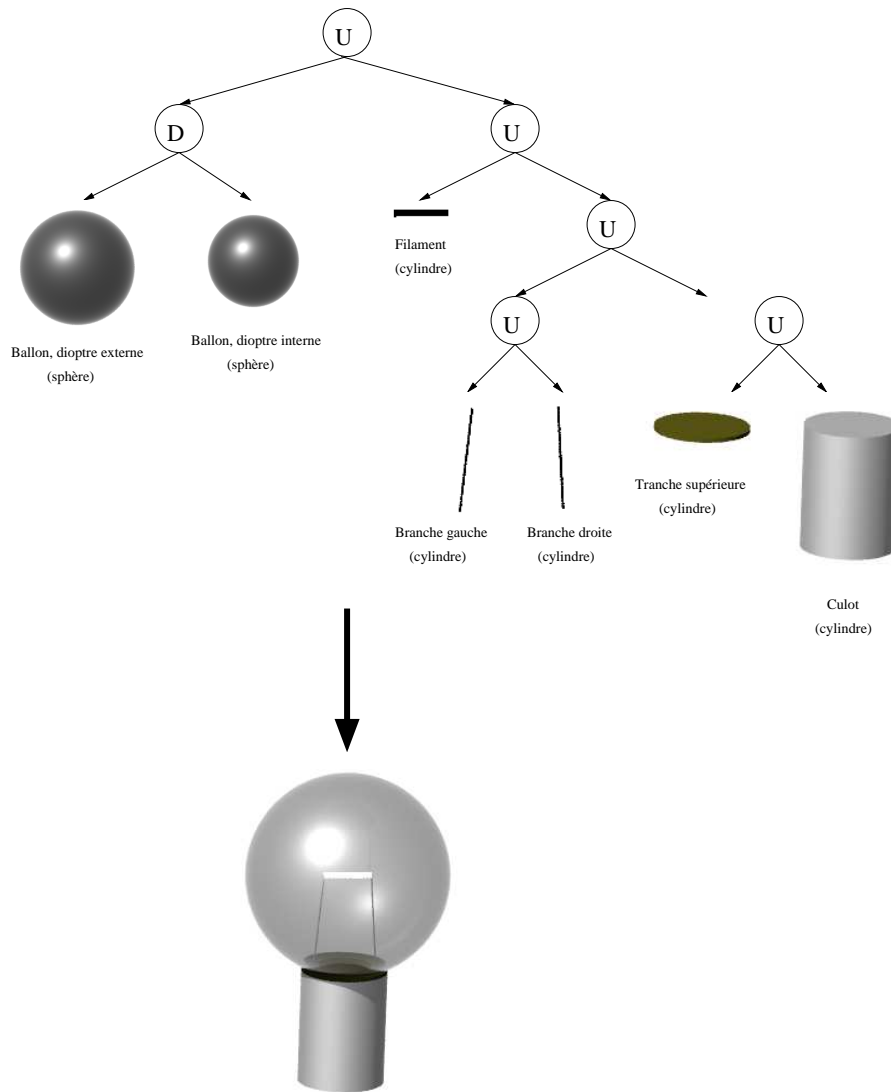 U
D
U
U
Filament
(cylindre)
U
U
Ballon, dioptre externe
(sphère)
Ballon, dioptre interne
(sphère)
Branche gauche
(cylindre)
Branche droite
(cylindre)
Tranche supérieure
(cylindre)
Culot
(cylindre)